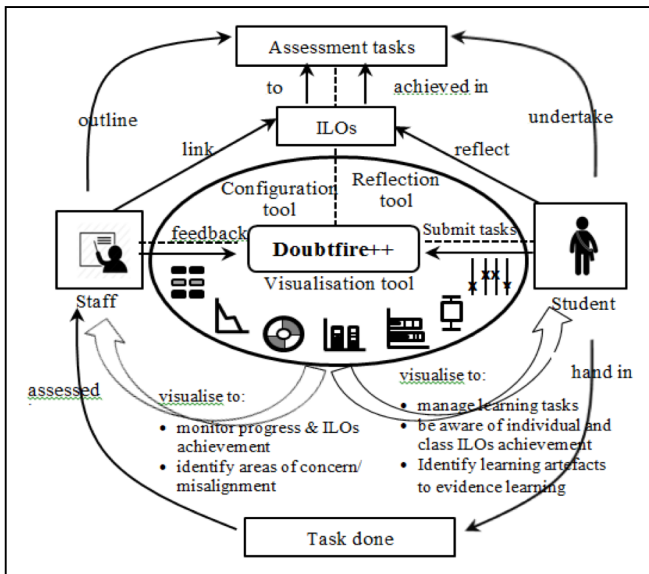 Assessment tasks
to
achieved in
outline
undertake
ILOs
link
reflect
Configuration
tool
Reflection
tool
feedback
Submit tasks
Doubtfire++
Visualisation tool
Staff
Student
assessed
hand in
visualise to:
• monitor progress & ILOs
achievement
• identify areas of concern/
misalignment
visualise to:
• manage learning tasks
• be aware of individual and
class ILOs achievement
• Identify learning artefacts
to evidence learning
Task done